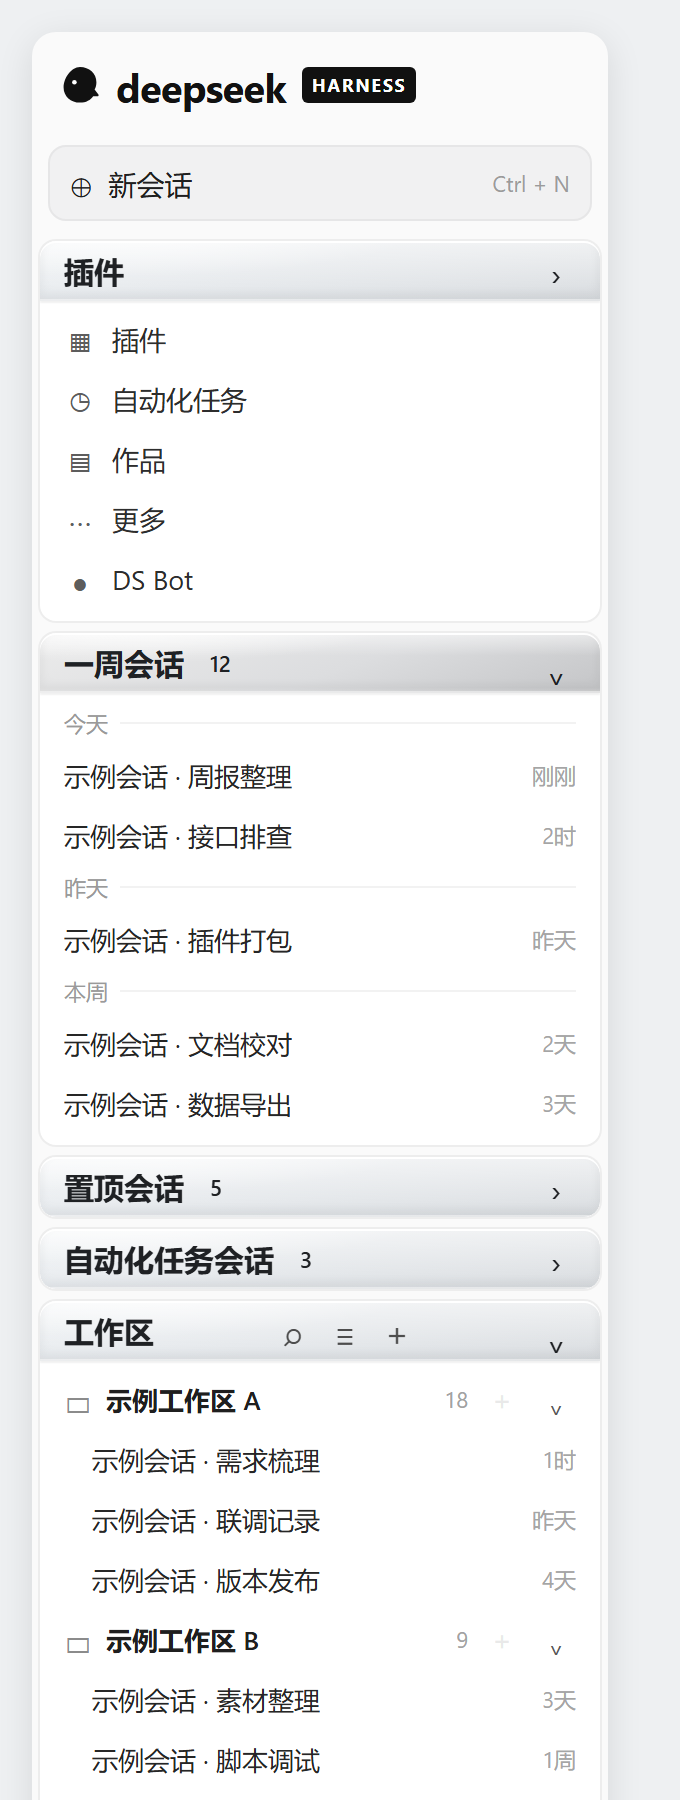 deepseek HARNESS
新会话 Ctrl + N
插件
插件
自动化任务
作品
更多
DS Bot
一周会话 12
今天
示例会话 · 周报整理 刚刚
示例会话 · 接口排查 2时
昨天
示例会话 · 插件打包 昨天
本周
示例会话 · 文档校对 2天
示例会话 · 数据导出 3天
置顶会话 5
自动化任务会话 3
工作区
示例工作区 A 18
示例会话 · 需求梳理 1时
示例会话 · 联调记录 昨天
示例会话 · 版本发布 4天
示例工作区 B 9
示例会话 · 素材整理 3天
示例会话 · 脚本调试 1周